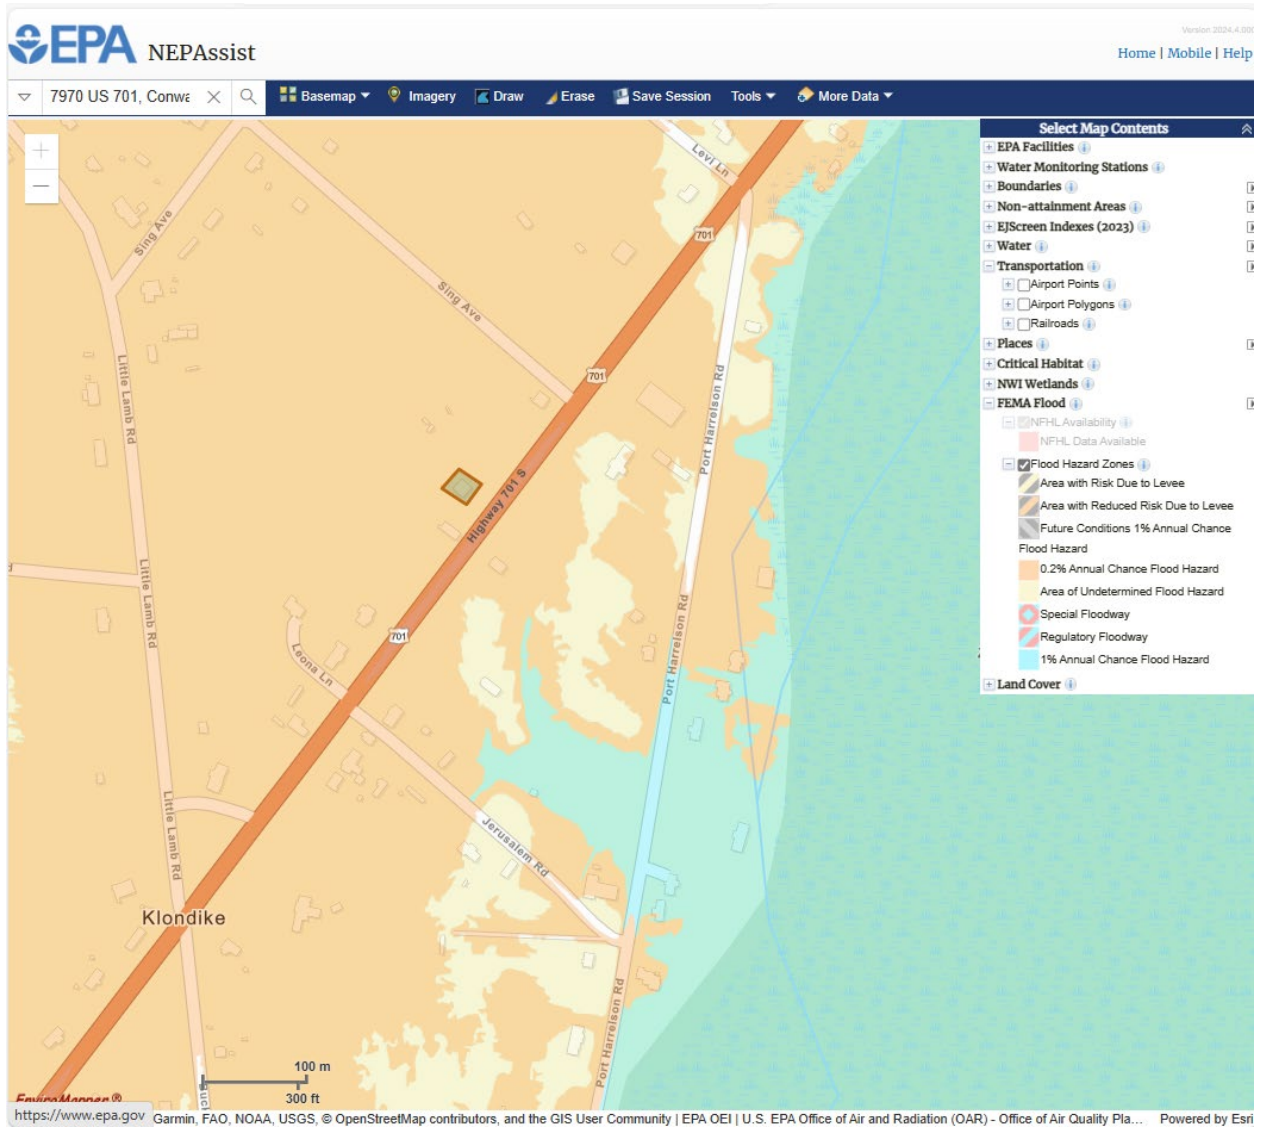 EPA NEPAssist
Version 2024.4.000
Home | Mobile | Help
7970 US 701, Conwa
Basemap
Imagery
Draw
Erase
Save Session
Tools
More Data
Select Map Contents
EPA Facilities
Water Monitoring Stations
Boundaries
Non-attainment Areas
EJScreen Indexes (2023)
Water
Transportation
Airport Points
Airport Polygons
Railroads
Places
Critical Habitat
NWI Wetlands
FEMA Flood
NFHL Availability
NFHL Data Available
Flood Hazard Zones
Area with Risk Due to Levee
Area with Reduced Risk Due to Levee
Future Conditions 1% Annual Chance
Flood Hazard
0.2% Annual Chance Flood Hazard
Area of Undetermined Flood Hazard
Special Floodway
Regulatory Floodway
1% Annual Chance Flood Hazard
Land Cover
Levi Ln
Sing Ave
701
Sing Ave
701
Little Lamb Rd
Port Harrelson Rd
Highway 701 S
Little Lamb Rd
701
Leona Ln
Port Harrelson Rd
Little Lamb Rd
Jerusalem Rd
Klondike
Port Harrelson Rd
100 m
300 ft
EnviroMapper ®
https://www.epa.gov
Garmin, FAO, NOAA, USGS, © OpenStreetMap contributors, and the GIS User Community | EPA OEI | U.S. EPA Office of Air and Radiation (OAR) - Office of Air Quality Pla...
Powered by Esri